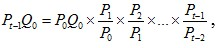 P_{t-1}Q_0 = P_0Q_0 × \frac{P_1}{P_0} × \frac{P_2}{P_1} × ... × \frac{P_{t-1}}{P_{t-2}},